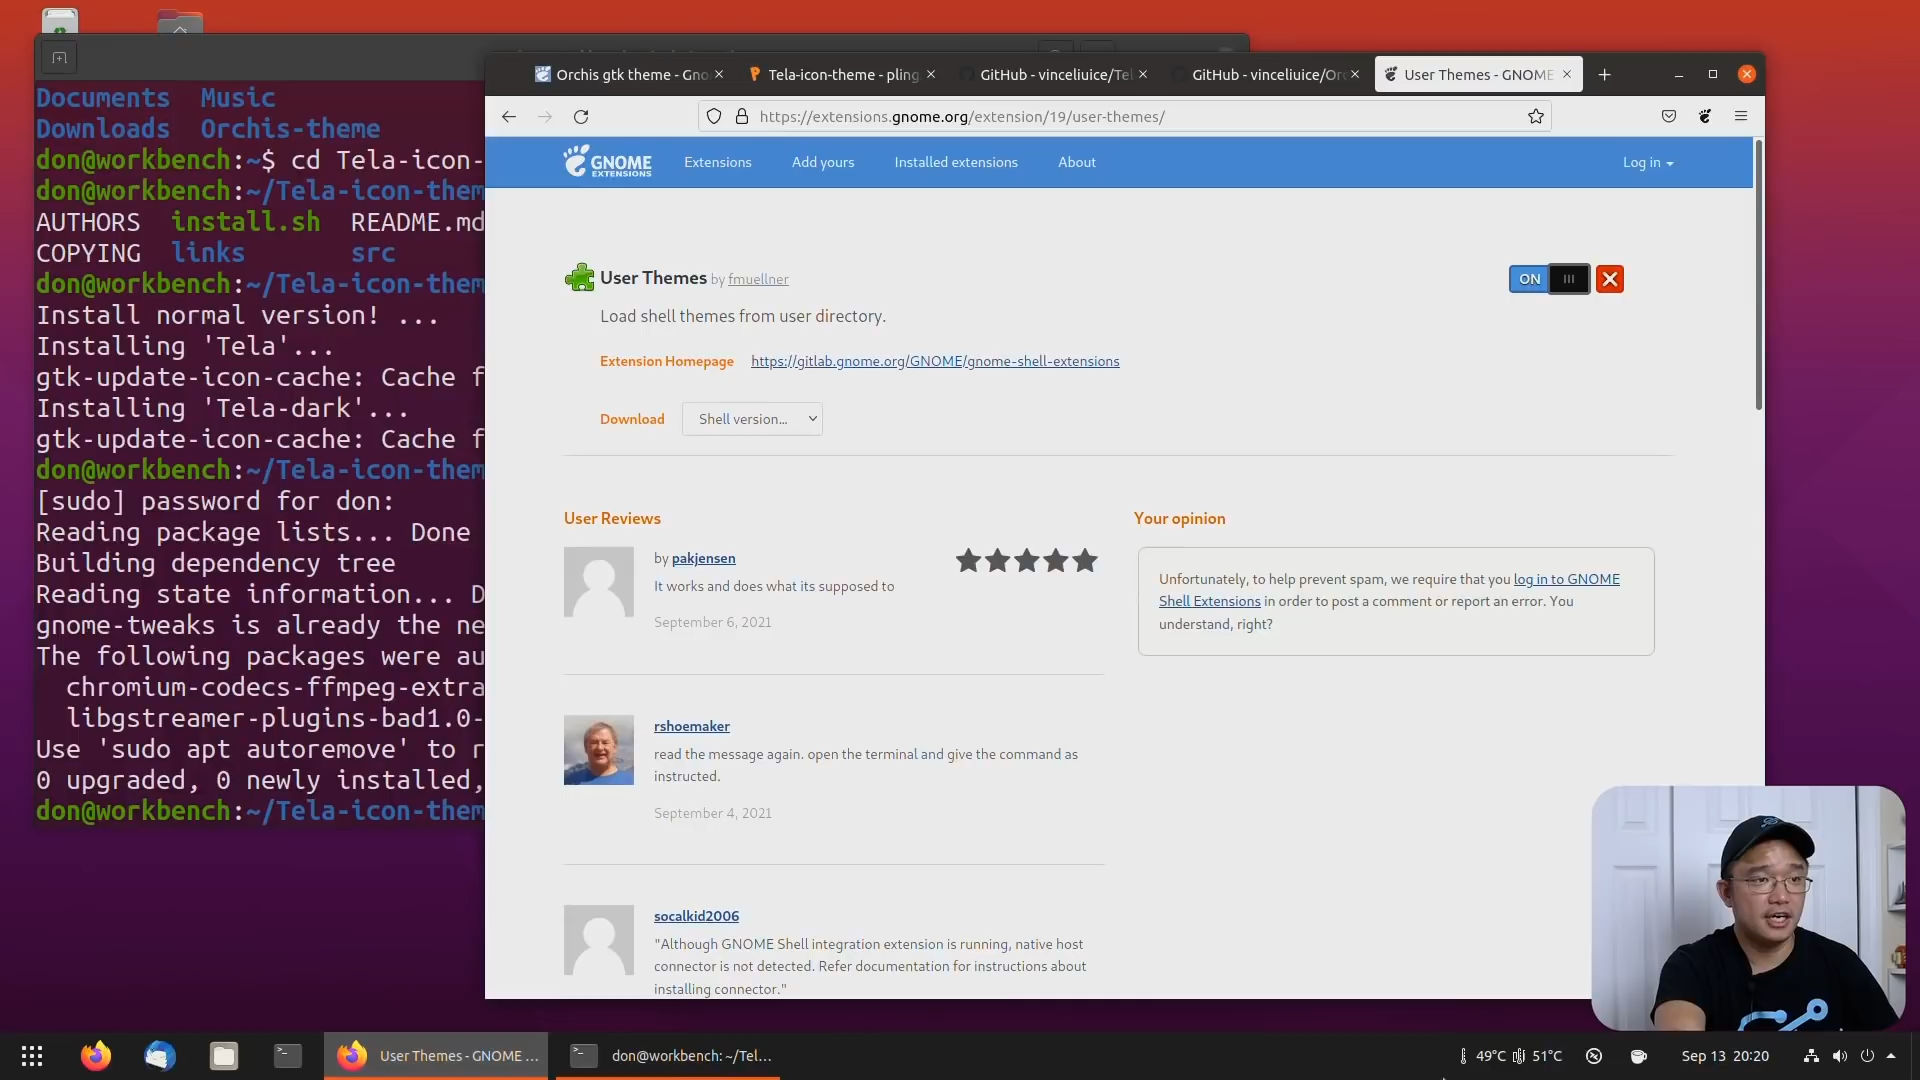 Orchis gtk theme - Gno
Tela-icon-theme - pling.
GitHub - vinceliuice/Tel
GitHub - vinceliuice/Orc
User Themes - GNOME
https://extensions.gnome.org/extension/19/user-themes/
GNOME
EXTENSIONS
Extensions
Add yours
Installed extensions
About
Log in
Documents Music
Downloads Orchis-theme
don@workbench:~$ cd Tela-icon-
don@workbench:~/Tela-icon-them
AUTHORS install.sh README.md
COPYING links src
don@workbench:~/Tela-icon-them
Install normal version! ...
Installing 'Tela'...
gtk-update-icon-cache: Cache f
Installing 'Tela-dark'...
gtk-update-icon-cache: Cache f
don@workbench:~/Tela-icon-them
[sudo] password for don:
Reading package lists... Done
Building dependency tree
Reading state information... D
gnome-tweaks is already the ne
The following packages were au
chromium-codecs-ffmpeg-extra
libgstreamer-plugins-bad1.0-
Use 'sudo apt autoremove' to r
0 upgraded, 0 newly installed,
don@workbench:~/Tela-icon-them
User Themes by fmuellner
ON
Load shell themes from user directory.
Extension Homepage https://gitlab.gnome.org/GNOME/gnome-shell-extensions
Download Shell version...
User Reviews
by pakjensen
It works and does what its supposed to
September 6, 2021
rshoemaker
read the message again. open the terminal and give the command as
instructed.
September 4, 2021
socalkid2006
"Although GNOME Shell integration extension is running, native host
connector is not detected. Refer documentation for instructions about
installing connector."
Your opinion
Unfortunately, to help prevent spam, we require that you log in to GNOME
Shell Extensions in order to post a comment or report an error. You
understand, right?
User Themes - GNOME ...
don@workbench: ~/Tel...
49°C
51°C
Sep 13 20:20